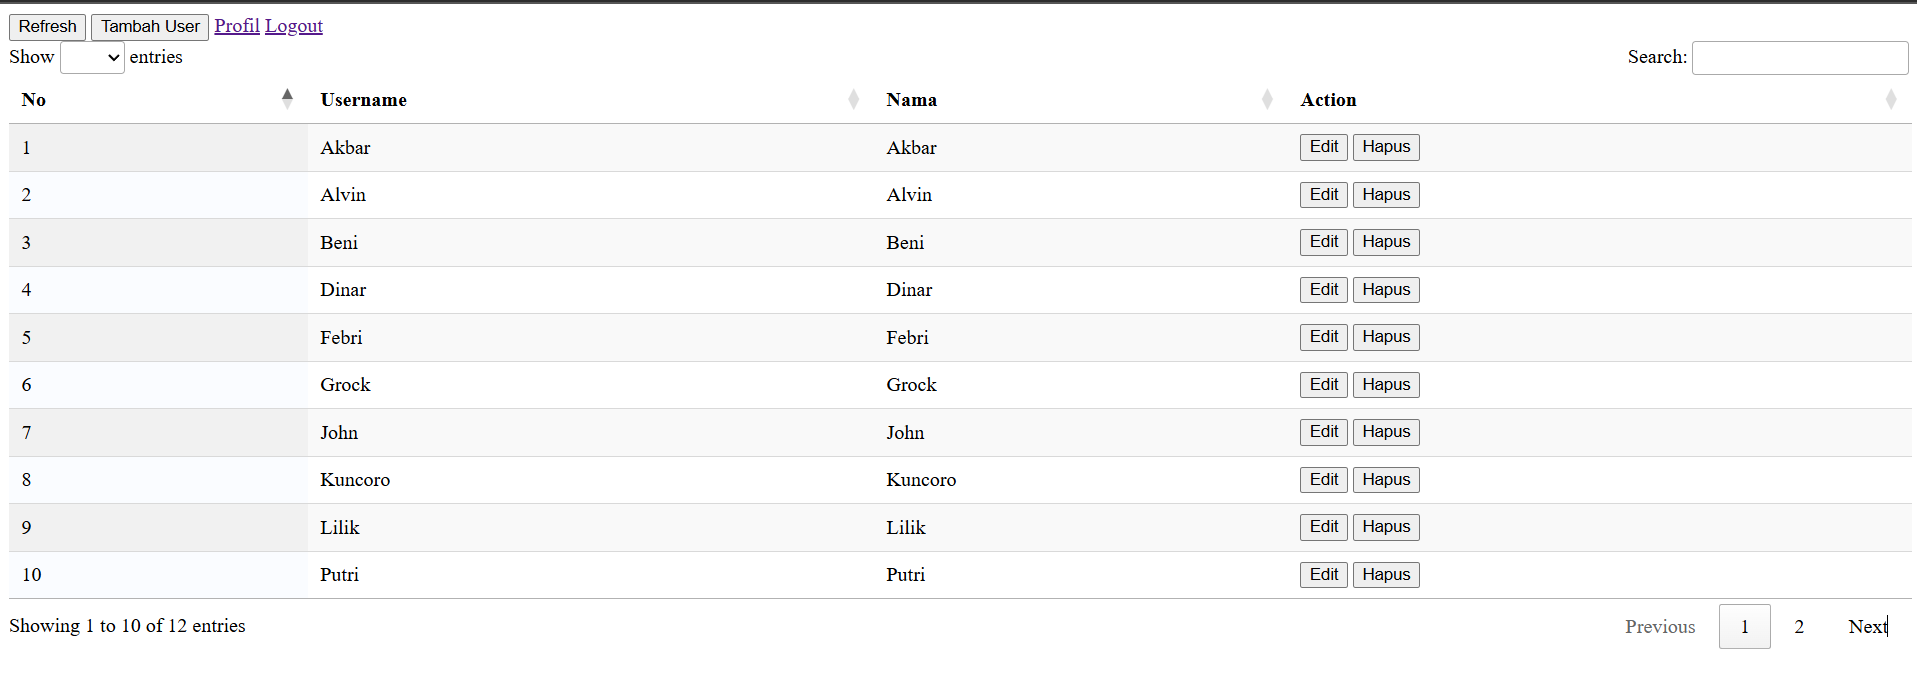 Refresh Tambah User Profil Logout
Show entries Search:
No Username Nama Action
1 Akbar Akbar Edit Hapus
2 Alvin Alvin Edit Hapus
3 Beni Beni Edit Hapus
4 Dinar Dinar Edit Hapus
5 Febri Febri Edit Hapus
6 Grock Grock Edit Hapus
7 John John Edit Hapus
8 Kuncoro Kuncoro Edit Hapus
9 Lilik Lilik Edit Hapus
10 Putri Putri Edit Hapus
Showing 1 to 10 of 12 entries Previous 1 2 Next